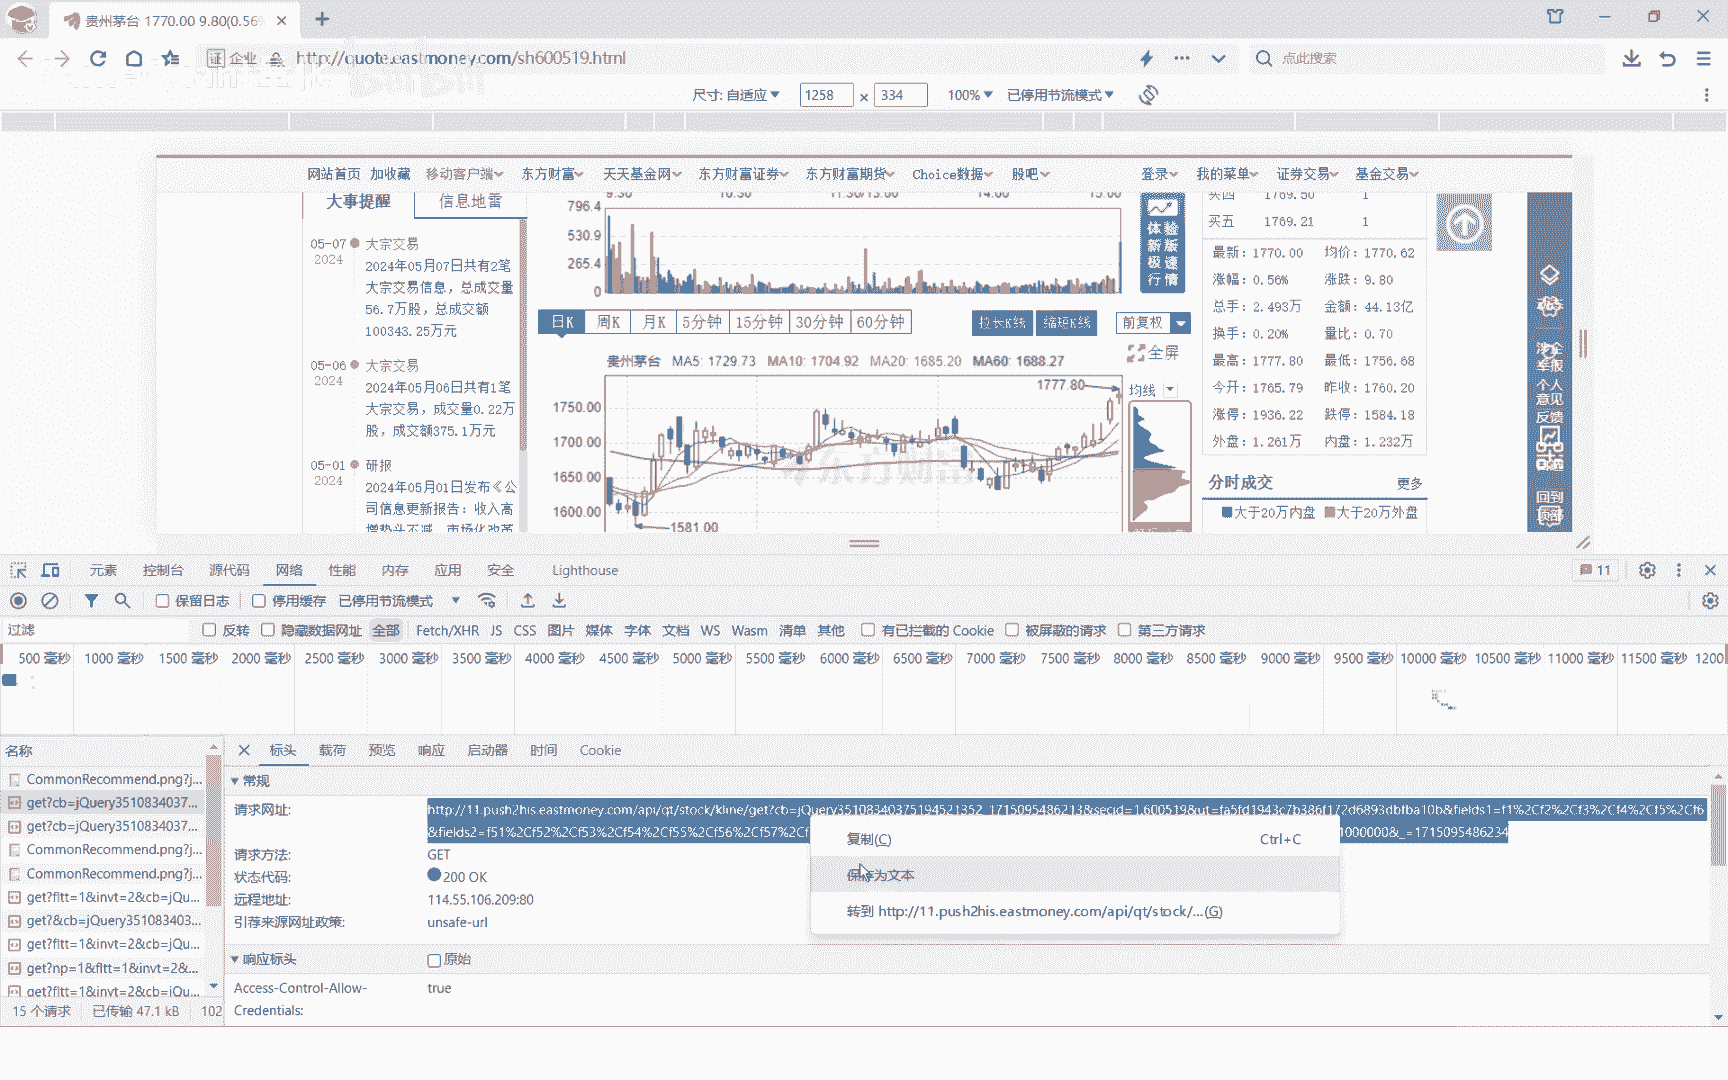 贵州茅台 1770.00 9.80(0.56%
证 企业 http://quote.eastmoney.com/sh600519.html
点此搜索
尺寸: 自适应 1258 × 334 100% 已停用节流模式
网站首页 加收藏 移动客户端 东方财富 天天基金网 东方财富证券 东方财富期货 Choice数据 股吧 登录 我的菜单 证券交易 基金交易
大事提醒 信息地雷
05-07 大宗交易
2024 2024年05月07日共有2笔
大宗交易信息，总成交量
56.7万股，总成交额
100343.25万元
05-06 大宗交易
2024 2024年05月06日共有1笔
大宗交易，成交量0.22万
股，成交额375.1万元
05-01 研报
2024 2024年05月01日发布《公
司信息更新报告：收入高
增势头不减，市场化改革
9:30 10:30 11:30/13:00 14:00 15:00
796.4
530.9
265.4
0
体验
新版
极速
行情
日K 周K 月K 5分钟 15分钟 30分钟 60分钟 拉长K线 缩短K线 前复权
贵州茅台 MA5: 1729.73 MA10: 1704.92 MA20: 1685.20 MA60: 1688.27
全屏
均线
1777.80
1750.00
1700.00
1650.00
1600.00
1581.00
东方财富
买四 1769.50 1
买五 1769.21 1
最新: 1770.00 均价: 1770.62
涨幅: 0.56% 涨跌: 9.80
总手: 2.493万 金额: 44.13亿
换手: 0.20% 量比: 0.70
最高: 1777.80 最低: 1756.68
今开: 1765.79 昨收: 1760.20
涨停: 1936.22 跌停: 1584.18
外盘: 1.261万 内盘: 1.232万
分时成交 更多
大于20万内盘 大于20万外盘
举报
个人
意见
反馈
回到
顶部
元素 控制台 源代码 网络 性能 内存 应用 安全 Lighthouse 11
保留日志 停用缓存 已停用节流模式
过滤 反转 隐藏数据网址 全部 Fetch/XHR JS CSS 图片 媒体 字体 文档 WS Wasm 清单 其他 有已拦截的 Cookie 被屏蔽的请求 第三方请求
500 毫秒 1000 毫秒 1500 毫秒 2000 毫秒 2500 毫秒 3000 毫秒 3500 毫秒 4000 毫秒 4500 毫秒 5000 毫秒 5500 毫秒 6000 毫秒 6500 毫秒 7000 毫秒 7500 毫秒 8000 毫秒 8500 毫秒 9000 毫秒 9500 毫秒 10000 毫秒 10500 毫秒 11000 毫秒 11500 毫秒 1200
名称
CommonRecommend.png?j...
get?cb=jQuery3510834037...
get?cb=jQuery3510834037...
CommonRecommend.png?j...
CommonRecommend.png?j...
get?fltt=1&invt=2&cb=jQu...
get?&cb=jQuery351083403...
get?fltt=1&invt=2&cb=jQu...
get?np=1&fltt=1&invt=2&...
get?fltt=1&invt=2&cb=jQu...
15 个请求 已传输 47.1 kB 102
标头 载荷 预览 响应 启动器 时间 Cookie
常规
请求网址: http://11.push2his.eastmoney.com/api/qt/stock/kline/get?cb=jQuery35108340375194521352_1715095486213&secid=1.600519&ut=fa5fd1943c7b386f172d6893dbfba10b&fields1=f1%2Cf2%2Cf3%2Cf4%2Cf5%2Cf6
&fields2=f51%2Cf52%2Cf53%2Cf54%2Cf55%2Cf56%2Cf57%2Cf 1000000&_=1715095486234
复制(C) Ctrl+C
保存为文本
转到 http://11.push2his.eastmoney.com/api/qt/stock/...(G)
请求方法: GET
状态代码: 200 OK
远程地址: 114.55.106.209:80
引荐来源网址政策: unsafe-url
响应标头 原始
Access-Control-Allow- true
Credentials: